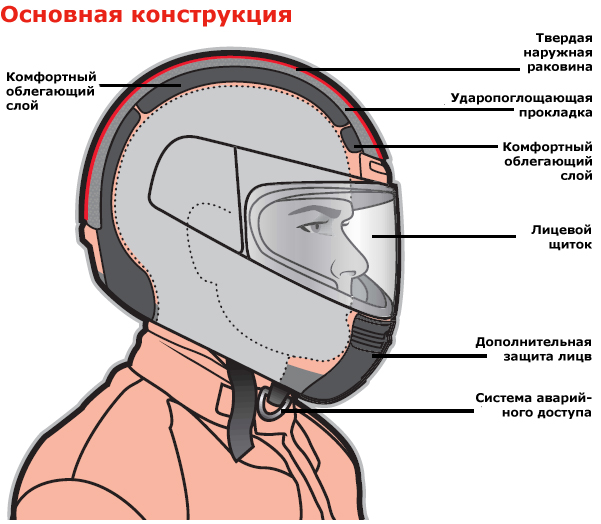 Основная конструкция
Твердая
наружная
раковина
Комфортный
облегающий
слой
Ударопоглощающая
прокладка
Комфортный
облегающий
слой
Лицевой
щиток
Дополнительная
защита лицв
Система аварий-
ного доступа